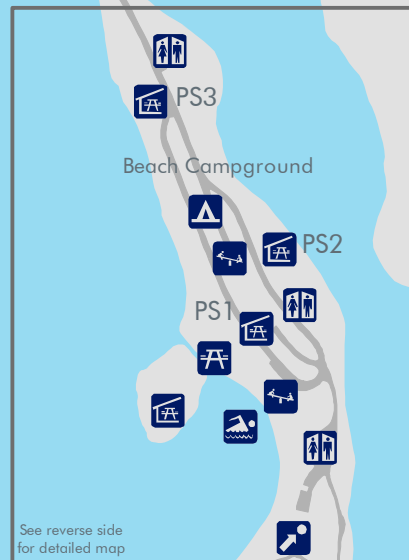 PS3
Beach Campground
PS2
PS1
See reverse side
for detailed map